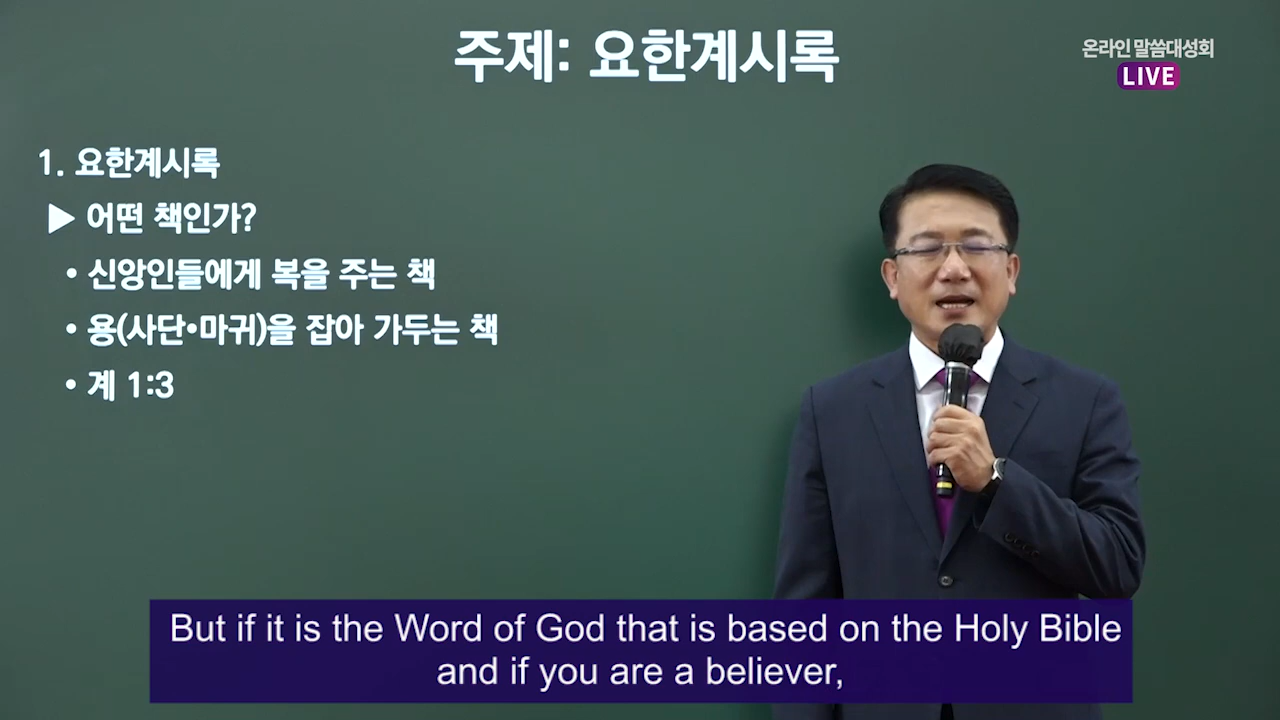 주제: 요한계시록
온라인 말씀대성회
LIVE
1. 요한계시록
▶ 어떤 책인가?
• 신앙인들에게 복을 주는 책
• 용(사단•마귀)을 잡아 가두는 책
• 계 1:3
But if it is the Word of God that is based on the Holy Bible
and if you are a believer,